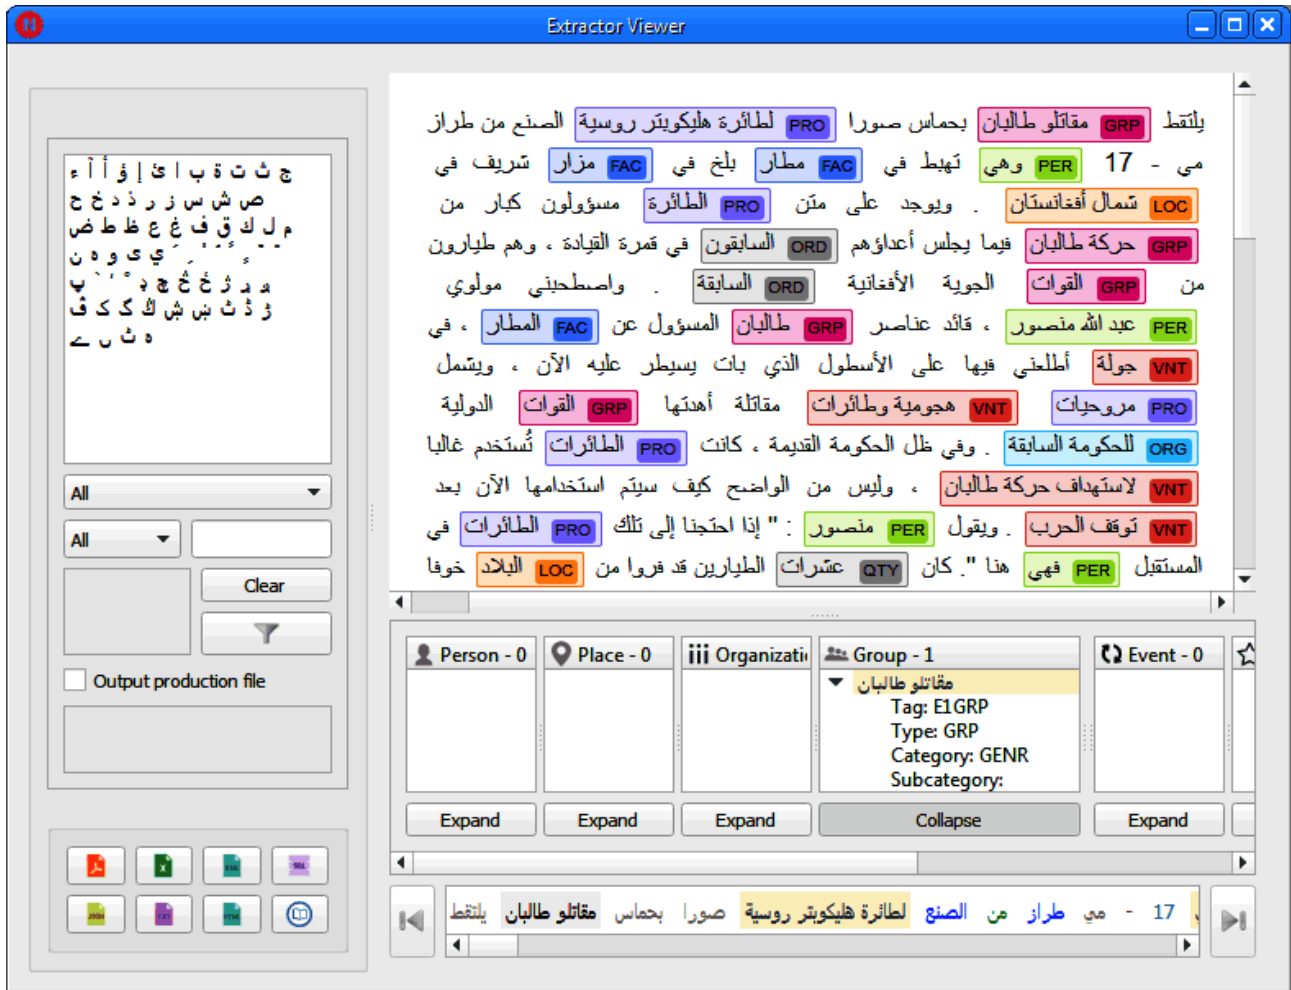 Extractor Viewer
ء آ أ ؤ إ ئ ا ب ة ت ث ج
ح خ د ذ ر ز س ش ص
ض ط ظ ع غ ف ق ك ل م
ن ه و ى ي
All
All
Clear
Output production file
يلتقط GRP مقاتلو طالبان بحماس صورا PRO لطائرة هليكوبتر روسية الصنع من طراز
مي - 17 PER وهي تهبط في FAC مطار بلخ في FAC مزار شريف في
LOC شمال أفغانستان . ويوجد على متن PRO الطائرة مسؤولون كبار من
GRP حركة طالبان فيما يجلس أعداؤهم ORD السابقون في قمرة القيادة ، وهم طيارون
من GRP القوات الجوية الأفغانية ORD السابقة . واصطحبني مولوي
PER عبد الله منصور ، قائد عناصر GRP طالبان المسؤول عن FAC المطار ، في
VNT جولة أطلعني فيها على الأسطول الذي بات يسيطر عليه الآن ، ويشمل
PRO مروحيات VNT هجومية وطائرات مقاتلة أهدتها GRP القوات الدولية
ORG للحكومة السابقة . وفي ظل الحكومة القديمة ، كانت PRO الطائرات تُستخدم غالبا
VNT لاستهداف حركة طالبان ، وليس من الواضح كيف سيتم استخدامها الآن بعد
VNT توقف الحرب . ويقول PER منصور : " إذا احتجنا إلى تلك PRO الطائرات في
المستقبل PER فهي هنا ". كان QTY عشرات الطيارين قد فروا من LOC البلاد خوفا
Person - 0 Place - 0 Organizati Group - 1 Event - 0
مقاتلو طالبان
Tag: E1GRP
Type: GRP
Category: GENR
Subcategory:
Expand Expand Expand Collapse Expand
يلتقط مقاتلو طالبان بحماس صورا لطائرة هليكوبتر روسية الصنع من طراز مي - 17